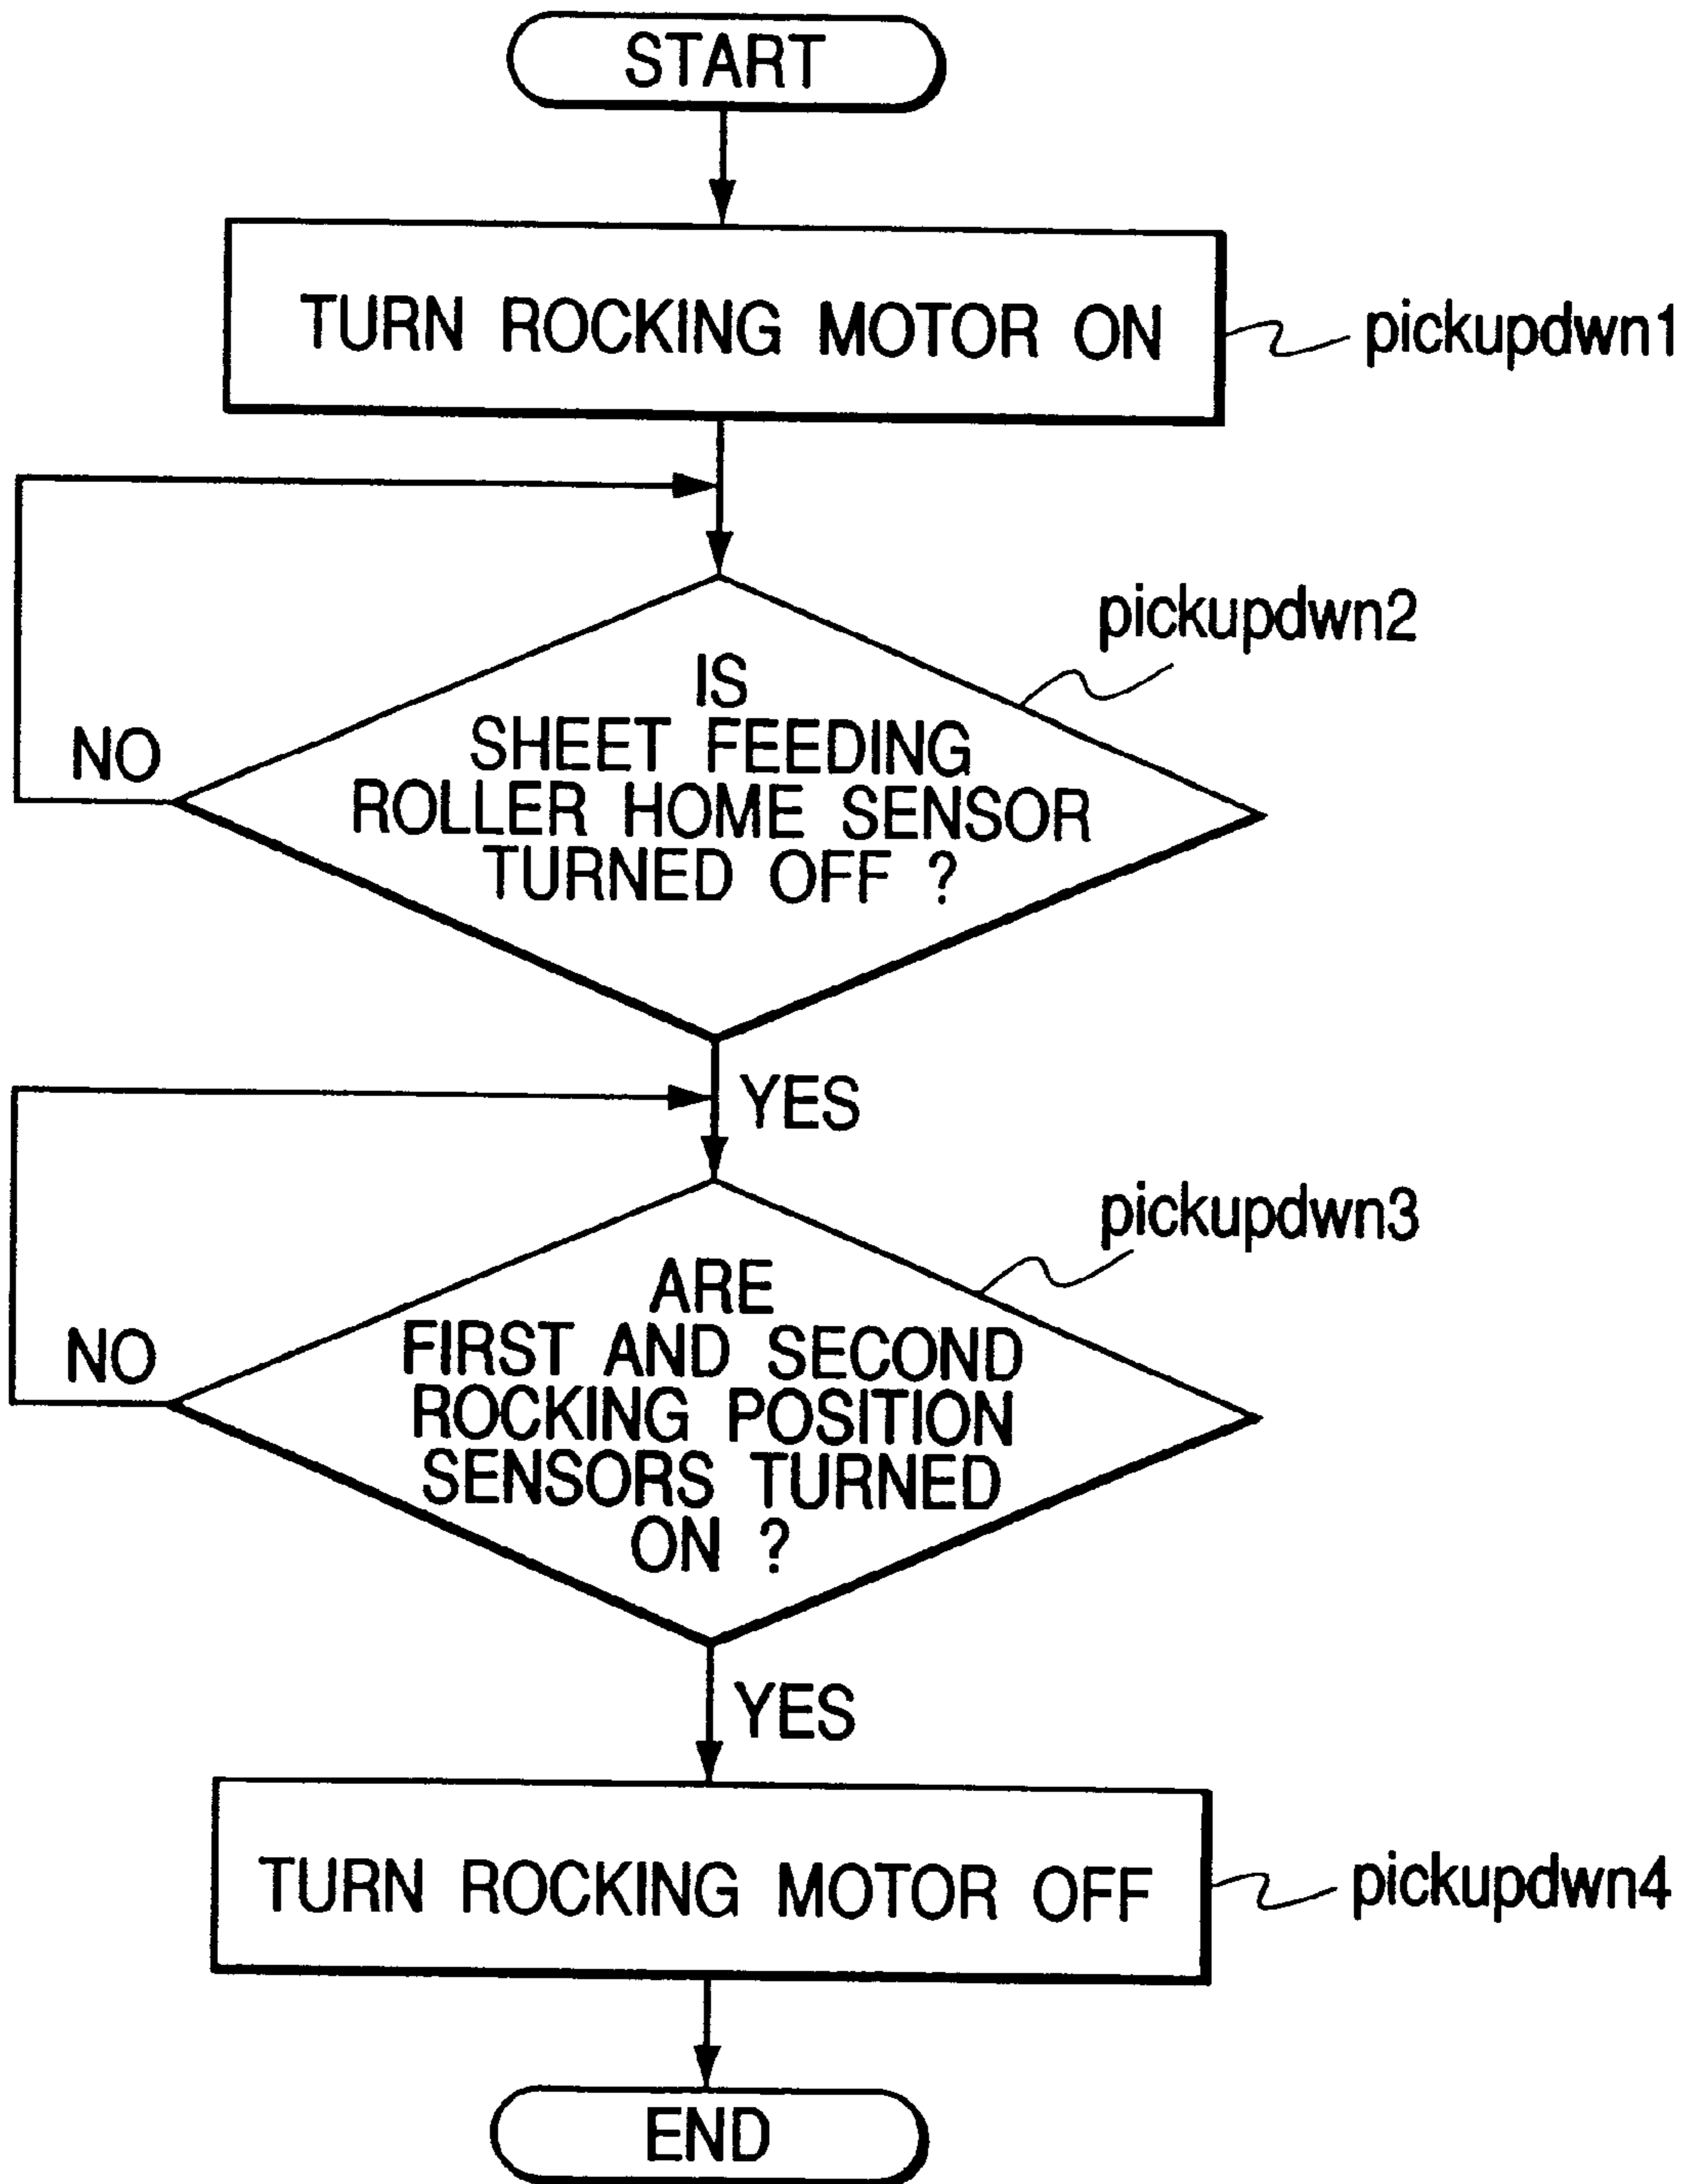 START
TURN ROCKING MOTOR ON
pickupdwn1
pickupdwn2
IS
SHEET FEEDING
ROLLER HOME SENSOR
TURNED OFF ?
NO
YES
pickupdwn3
ARE
FIRST AND SECOND
ROCKING POSITION
SENSORS TURNED
ON ?
NO
YES
TURN ROCKING MOTOR OFF
pickupdwn4
END